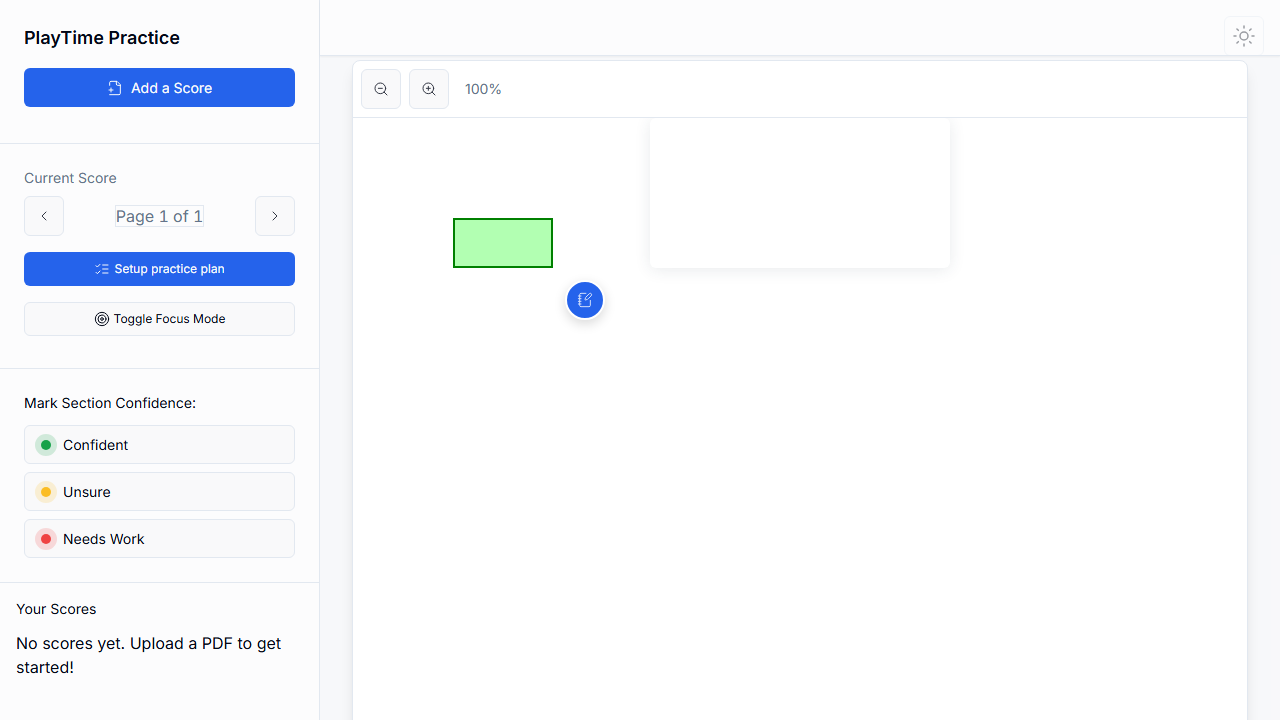 PlayTime Practice
Add a Score
100%
Current Score
Page 1 of 1
Setup practice plan
Toggle Focus Mode
Mark Section Confidence:
Confident
Unsure
Needs Work
Your Scores
No scores yet. Upload a PDF to get
started!